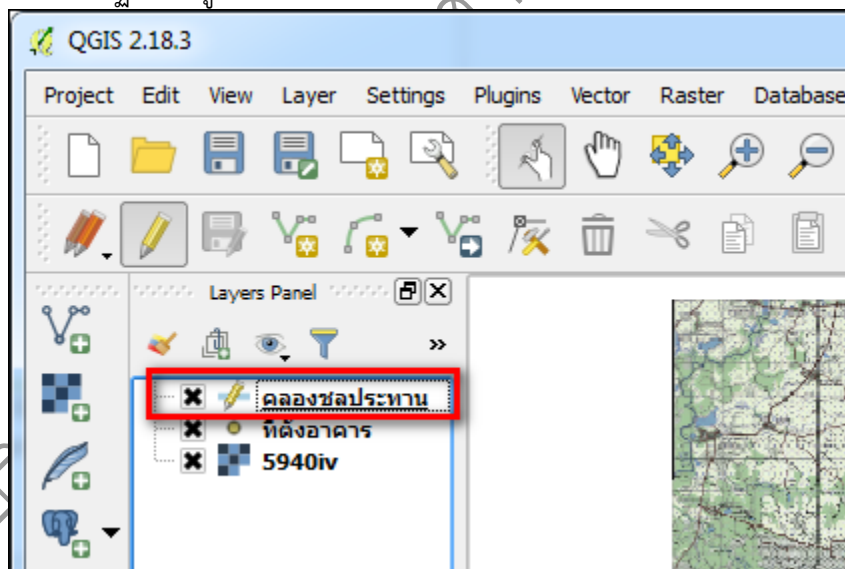 QGIS 2.18.3
Project Edit View Layer Settings Plugins Vector Raster Database
Layers Panel
»
คลองชลประทาน
ที่ตั้งอาคาร
5940iv